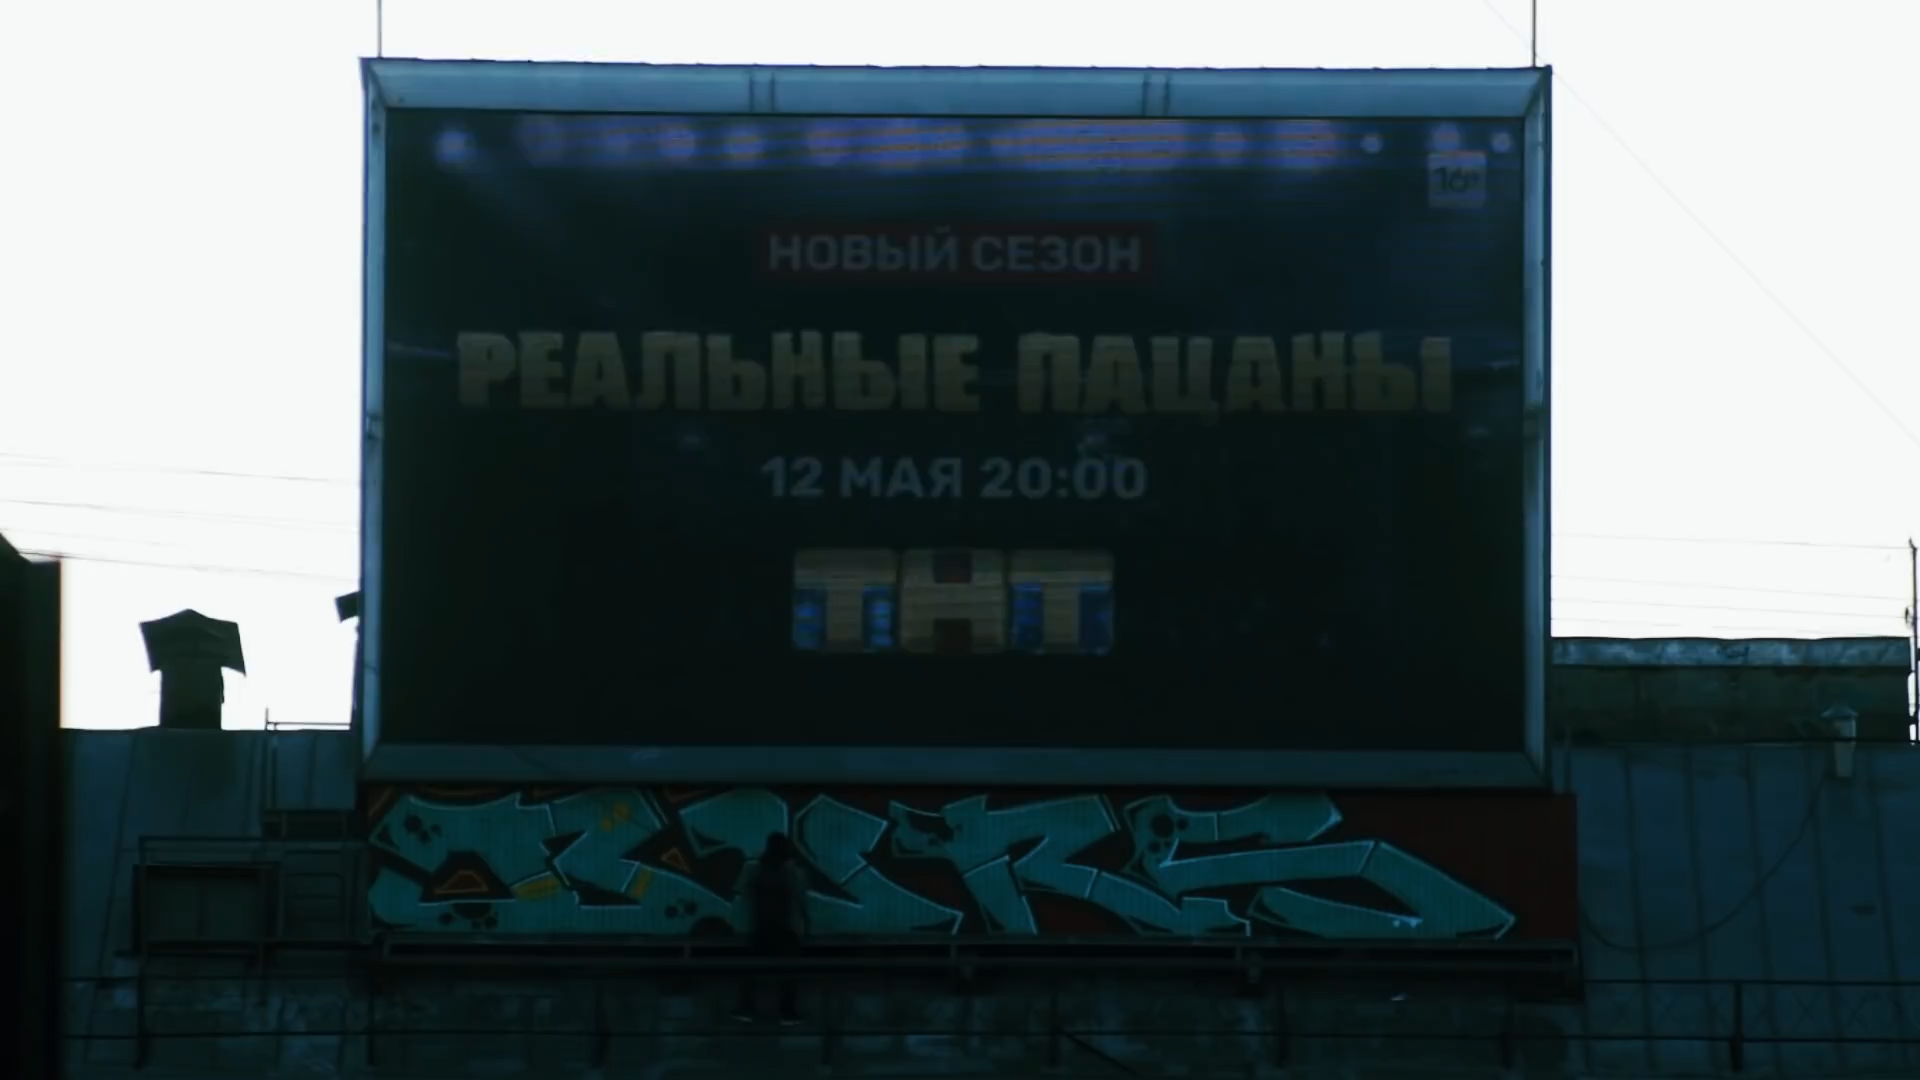 16+
НОВЫЙ СЕЗОН
РЕАЛЬНЫЕ ПАЦАНЫ
12 МАЯ 20:00
ТНТ